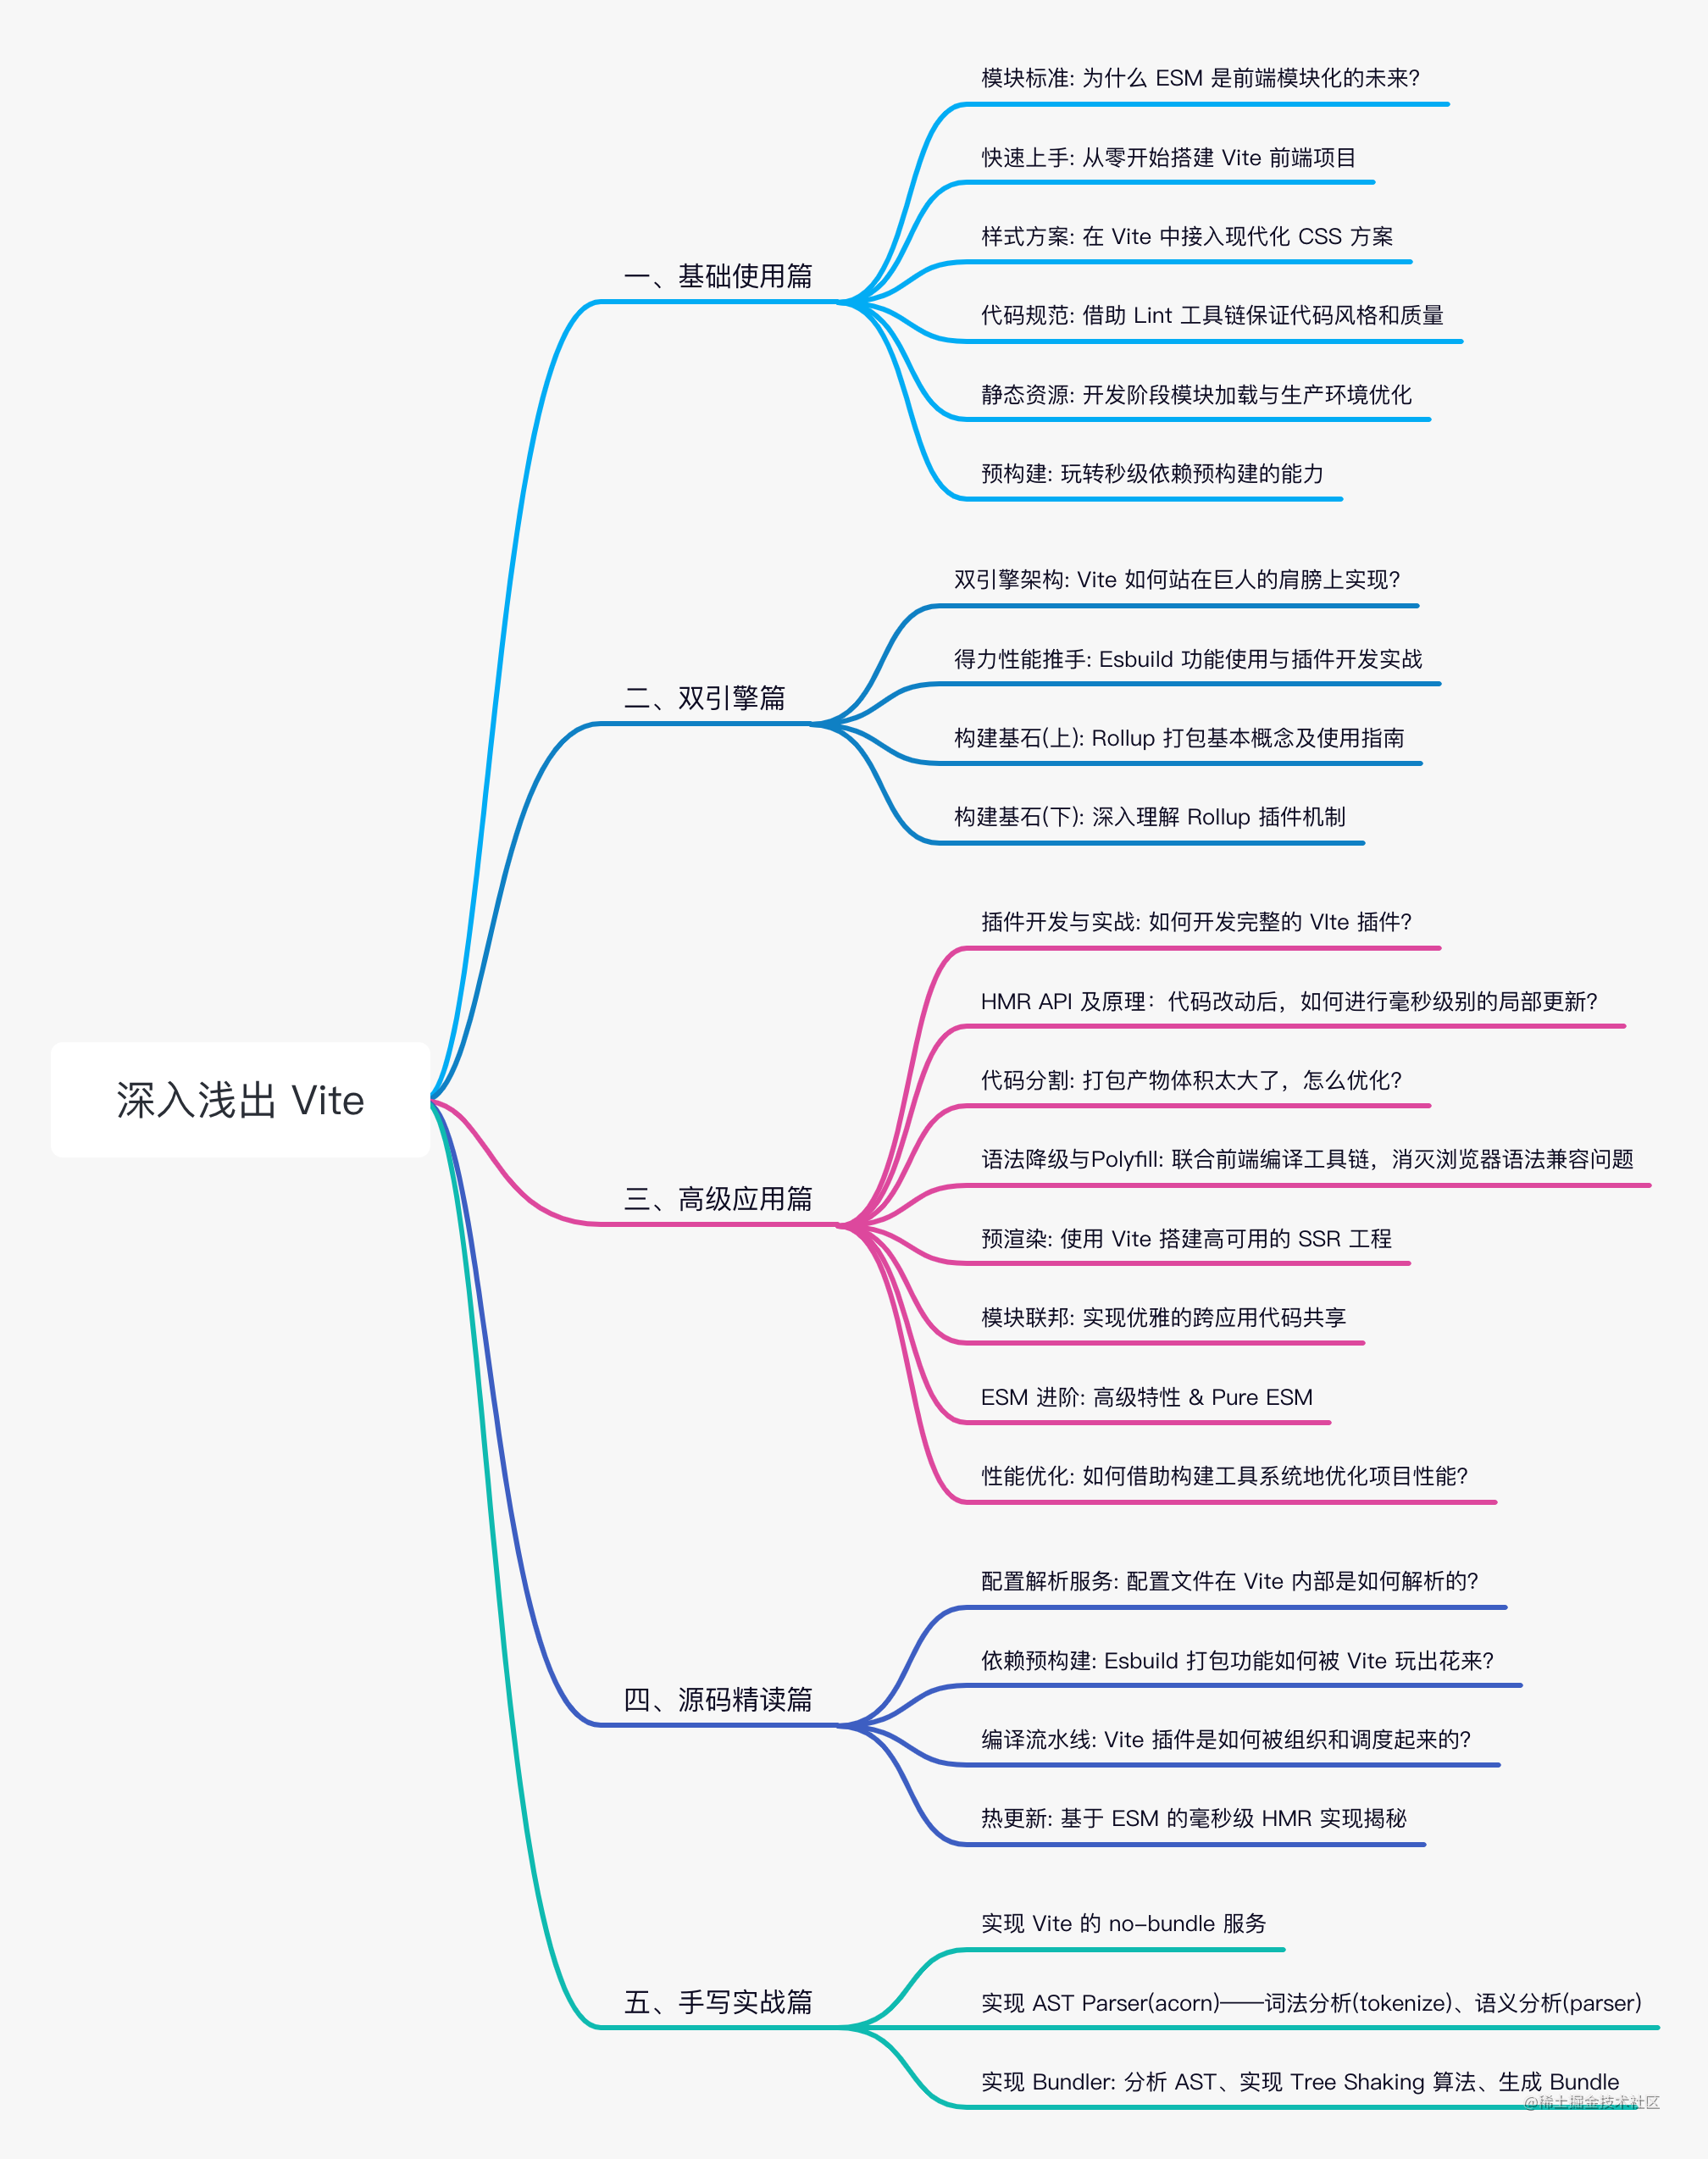 深入浅出 Vite
一、基础使用篇
模块标准: 为什么 ESM 是前端模块化的未来?
快速上手: 从零开始搭建 Vite 前端项目
样式方案: 在 Vite 中接入现代化 CSS 方案
代码规范: 借助 Lint 工具链保证代码风格和质量
静态资源: 开发阶段模块加载与生产环境优化
预构建: 玩转秒级依赖预构建的能力
二、双引擎篇
双引擎架构: Vite 如何站在巨人的肩膀上实现?
得力性能推手: Esbuild 功能使用与插件开发实战
构建基石(上): Rollup 打包基本概念及使用指南
构建基石(下): 深入理解 Rollup 插件机制
三、高级应用篇
插件开发与实战: 如何开发完整的 VIte 插件?
HMR API 及原理：代码改动后，如何进行毫秒级别的局部更新?
代码分割: 打包产物体积太大了，怎么优化?
语法降级与Polyfill: 联合前端编译工具链，消灭浏览器语法兼容问题
预渲染: 使用 Vite 搭建高可用的 SSR 工程
模块联邦: 实现优雅的跨应用代码共享
ESM 进阶: 高级特性 & Pure ESM
性能优化: 如何借助构建工具系统地优化项目性能?
四、源码精读篇
配置解析服务: 配置文件在 Vite 内部是如何解析的?
依赖预构建: Esbuild 打包功能如何被 Vite 玩出花来?
编译流水线: Vite 插件是如何被组织和调度起来的?
热更新: 基于 ESM 的毫秒级 HMR 实现揭秘
五、手写实战篇
实现 Vite 的 no-bundle 服务
实现 AST Parser(acorn)——词法分析(tokenize)、语义分析(parser)
实现 Bundler: 分析 AST、实现 Tree Shaking 算法、生成 Bundle
@稀土掘金技术社区